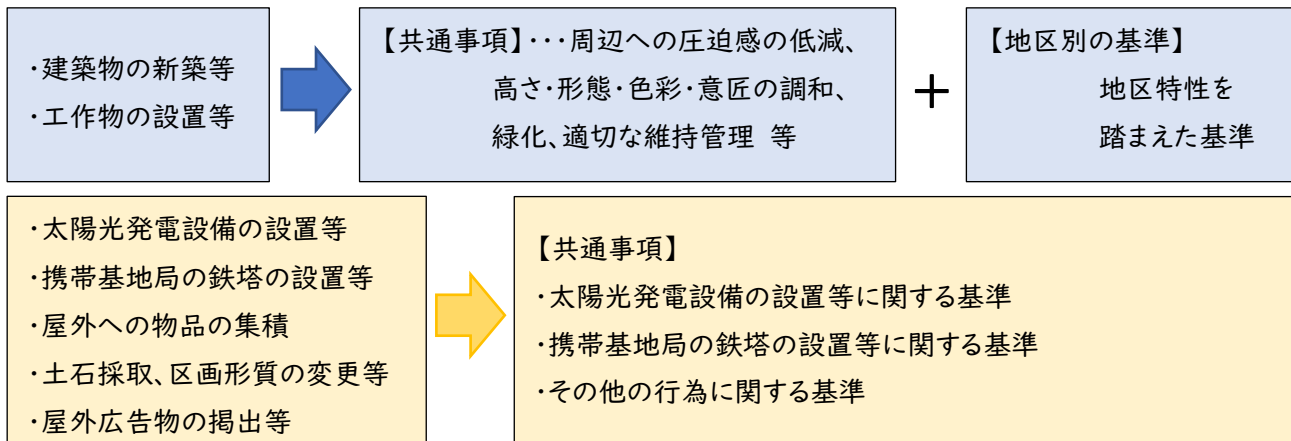 ・建築物の新築等
・工作物の設置等
【共通事項】・・・周辺への圧迫感の低減、
高さ・形態・色彩・意匠の調和、
緑化、適切な維持管理 等
＋
【地区別の基準】
地区特性を
踏まえた基準
・太陽光発電設備の設置等
・携帯基地局の鉄塔の設置等
・屋外への物品の集積
・土石採取、区画形質の変更等
・屋外広告物の掲出等
【共通事項】
・太陽光発電設備の設置等に関する基準
・携帯基地局の鉄塔の設置等に関する基準
・その他の行為に関する基準